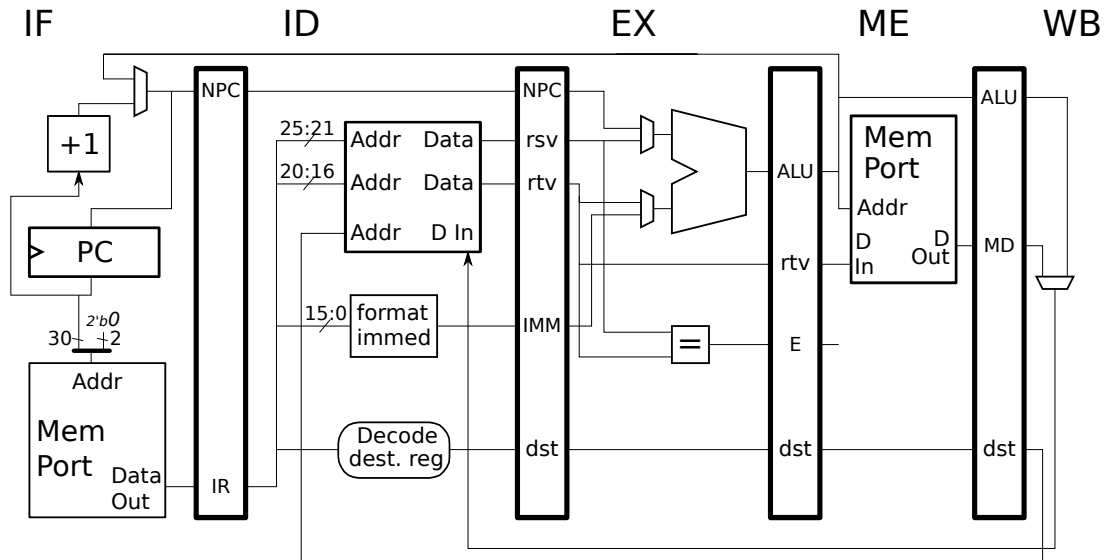 IF
ID
EX
ME
WB
NPC
NPC
ALU
+1
25:21
Addr
Data
rsv
Mem
Port
20:16
Addr
Data
rtv
ALU
Addr
Addr
D In
PC
D
In
D
Out
MD
rtv
15:0
format
immed
IMM
2'b0
30
2
=
E
Addr
Mem
Port
Data
Out
IR
Decode
dest. reg
dst
dst
dst